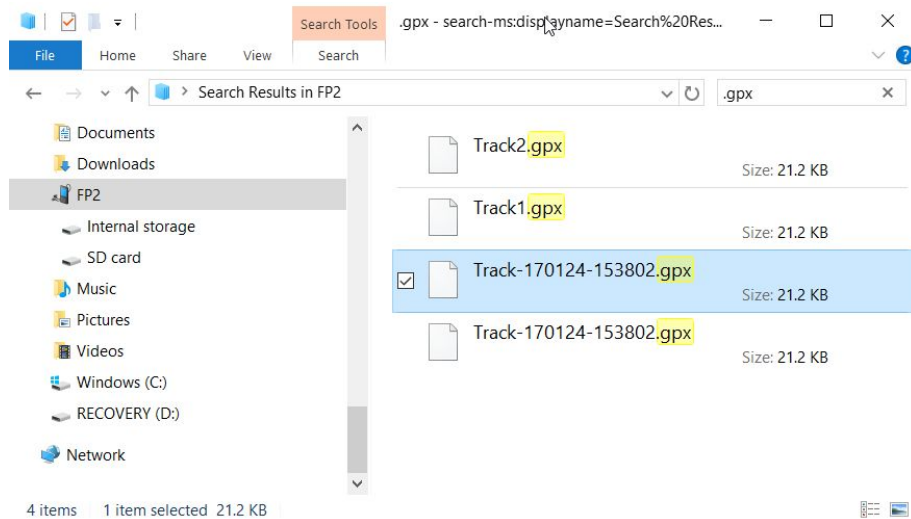 Search Tools .gpx - search-ms:displayname=Search%20Res...
File Home Share View Search
Search Results in FP2 .gpx
Documents
Downloads
FP2
Internal storage
SD card
Music
Pictures
Videos
Windows (C:)
RECOVERY (D:)
Network
Track2.gpx
Size: 21.2 KB
Track1.gpx
Size: 21.2 KB
Track-170124-153802.gpx
Size: 21.2 KB
Track-170124-153802.gpx
Size: 21.2 KB
4 items 1 item selected 21.2 KB